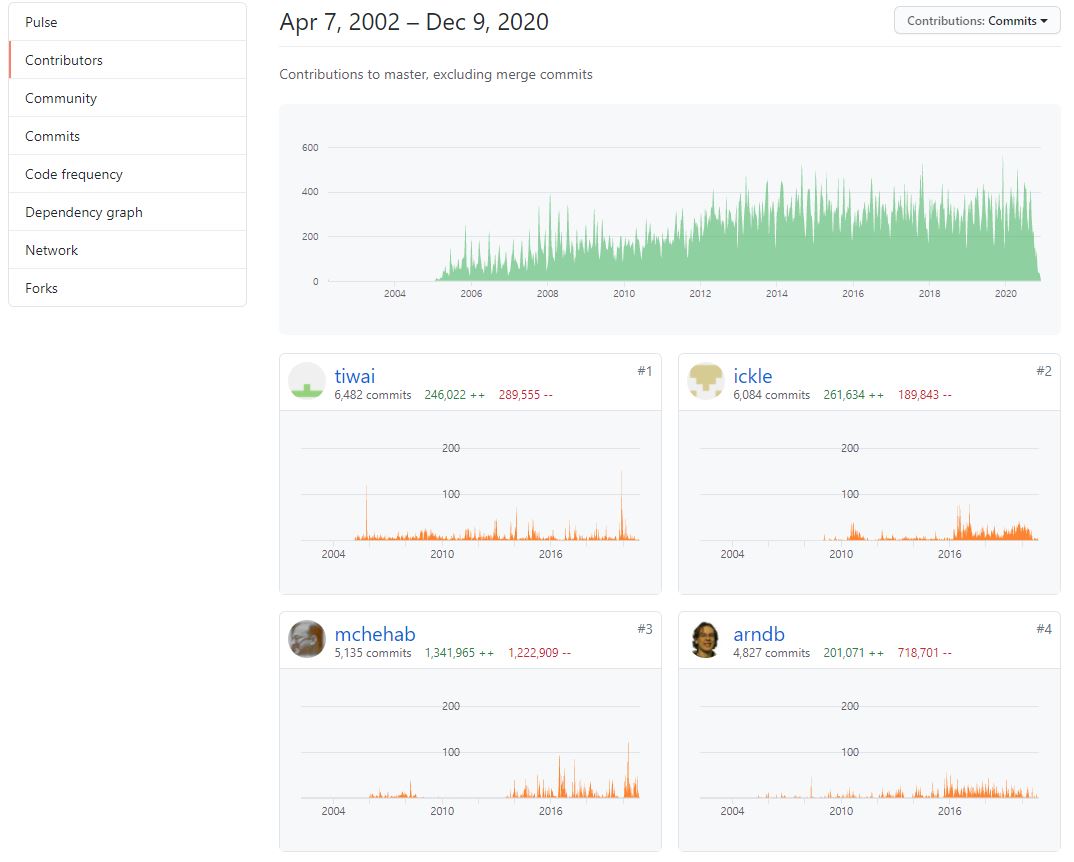 Pulse
Contributors
Community
Commits
Code frequency
Dependency graph
Network
Forks
Apr 7, 2002 – Dec 9, 2020
Contributions: Commits
Contributions to master, excluding merge commits
600
400
200
0
2004 2006 2008 2010 2012 2014 2016 2018 2020
tiwai #1
6,482 commits 246,022 ++ 289,555 --
200
100
2004 2010 2016
ickle #2
6,084 commits 261,634 ++ 189,843 --
200
100
2004 2010 2016
mchehab #3
5,135 commits 1,341,965 ++ 1,222,909 --
200
100
2004 2010 2016
arndb #4
4,827 commits 201,071 ++ 718,701 --
200
100
2004 2010 2016